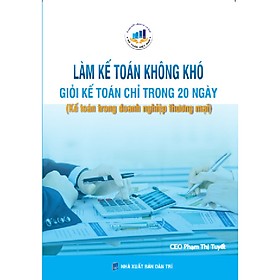 LÀM KẾ TOÁN KHÔNG KHÓ
GIỎI KẾ TOÁN CHỈ TRONG 20 NGÀY
(Kế toán trong doanh nghiệp thương mại)
CEO Phạm Thị Tuyết
NHÀ XUẤT BẢN DÂN TRÍ